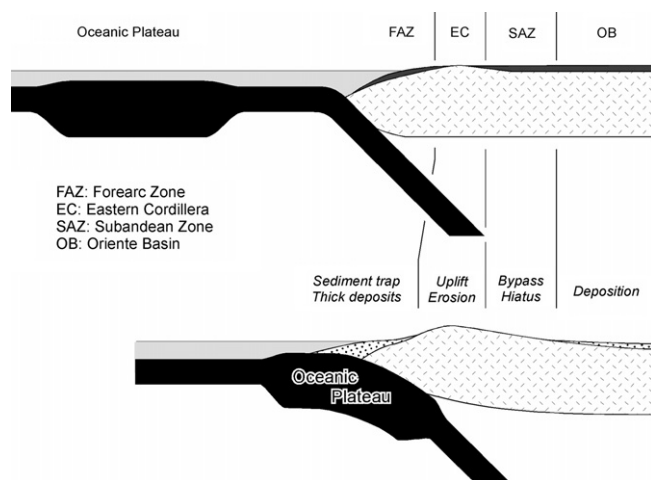 Oceanic Plateau
FAZ
EC
SAZ
OB
FAZ: Forearc Zone
EC: Eastern Cordillera
SAZ: Subandean Zone
OB: Oriente Basin
Sediment trap
Thick deposits
Uplift
Erosion
Bypass
Hiatus
Deposition
Oceanic
Plateau